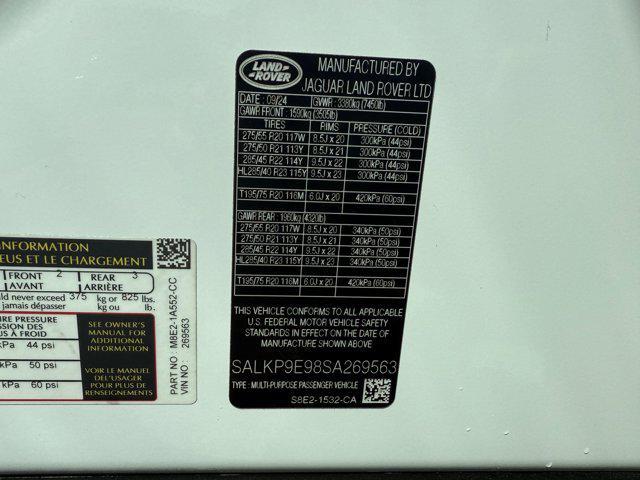 LAND-
ROVER
MANUFACTURED BY
JAGUAR LAND ROVER LTD
DATE : 09/24 GVWR : 3380kg (7450lb)
GAWR FRONT : 1590kg (3505lb)
TIRES RIMS PRESSURE (COLD)
275/55 R20 117W 8.5J x 20 300kPa (44psi)
275/50 R21 113Y 8.5J x 21 300kPa (44psi)
285/45 R22 114Y 9.5J x 22 300kPa (44psi)
HL285/40 R23 115Y 9.5J x 23 300kPa (44psi)
T195/75 R20 116M 6.0J x 20 420kPa (60psi)
GAWR REAR : 1960kg (4320lb)
275/55 R20 117W 8.5J x 20 340kPa (50psi)
275/50 R21 113Y 8.5J x 21 340kPa (50psi)
285/45 R22 114Y 9.5J x 22 340kPa (50psi)
HL285/40 R23 115Y 9.5J x 23 340kPa (50psi)
T195/75 R20 116M 6.0J x 20 420kPa (60psi)
THIS VEHICLE CONFORMS TO ALL APPLICABLE
U.S. FEDERAL MOTOR VEHICLE SAFETY
STANDARDS IN EFFECT ON THE DATE OF
MANUFACTURE SHOWN ABOVE
SALKP9E98SA269563
TYPE : MULTI-PURPOSE PASSENGER VEHICLE
S8E2-1532-CA
INFORMATION
EUS ET LE CHARGEMENT
FRONT 2 REAR 3
AVANT ARRIÈRE
ld never exceed 375 kg or 825 lbs.
jamais dépasser kg ou lb.
IRE PRESSURE
SSION DES
S À FROID
kPa 44 psi
kPa 50 psi
kPa 60 psi
SEE OWNER'S
MANUAL FOR
ADDITIONAL
INFORMATION
VOIR LE MANUEL
DE L'USAGER
POUR PLUS DE
RENSEIGNEMENTS
PART NO : M8E2-1A552-CC
VIN NO : 269563